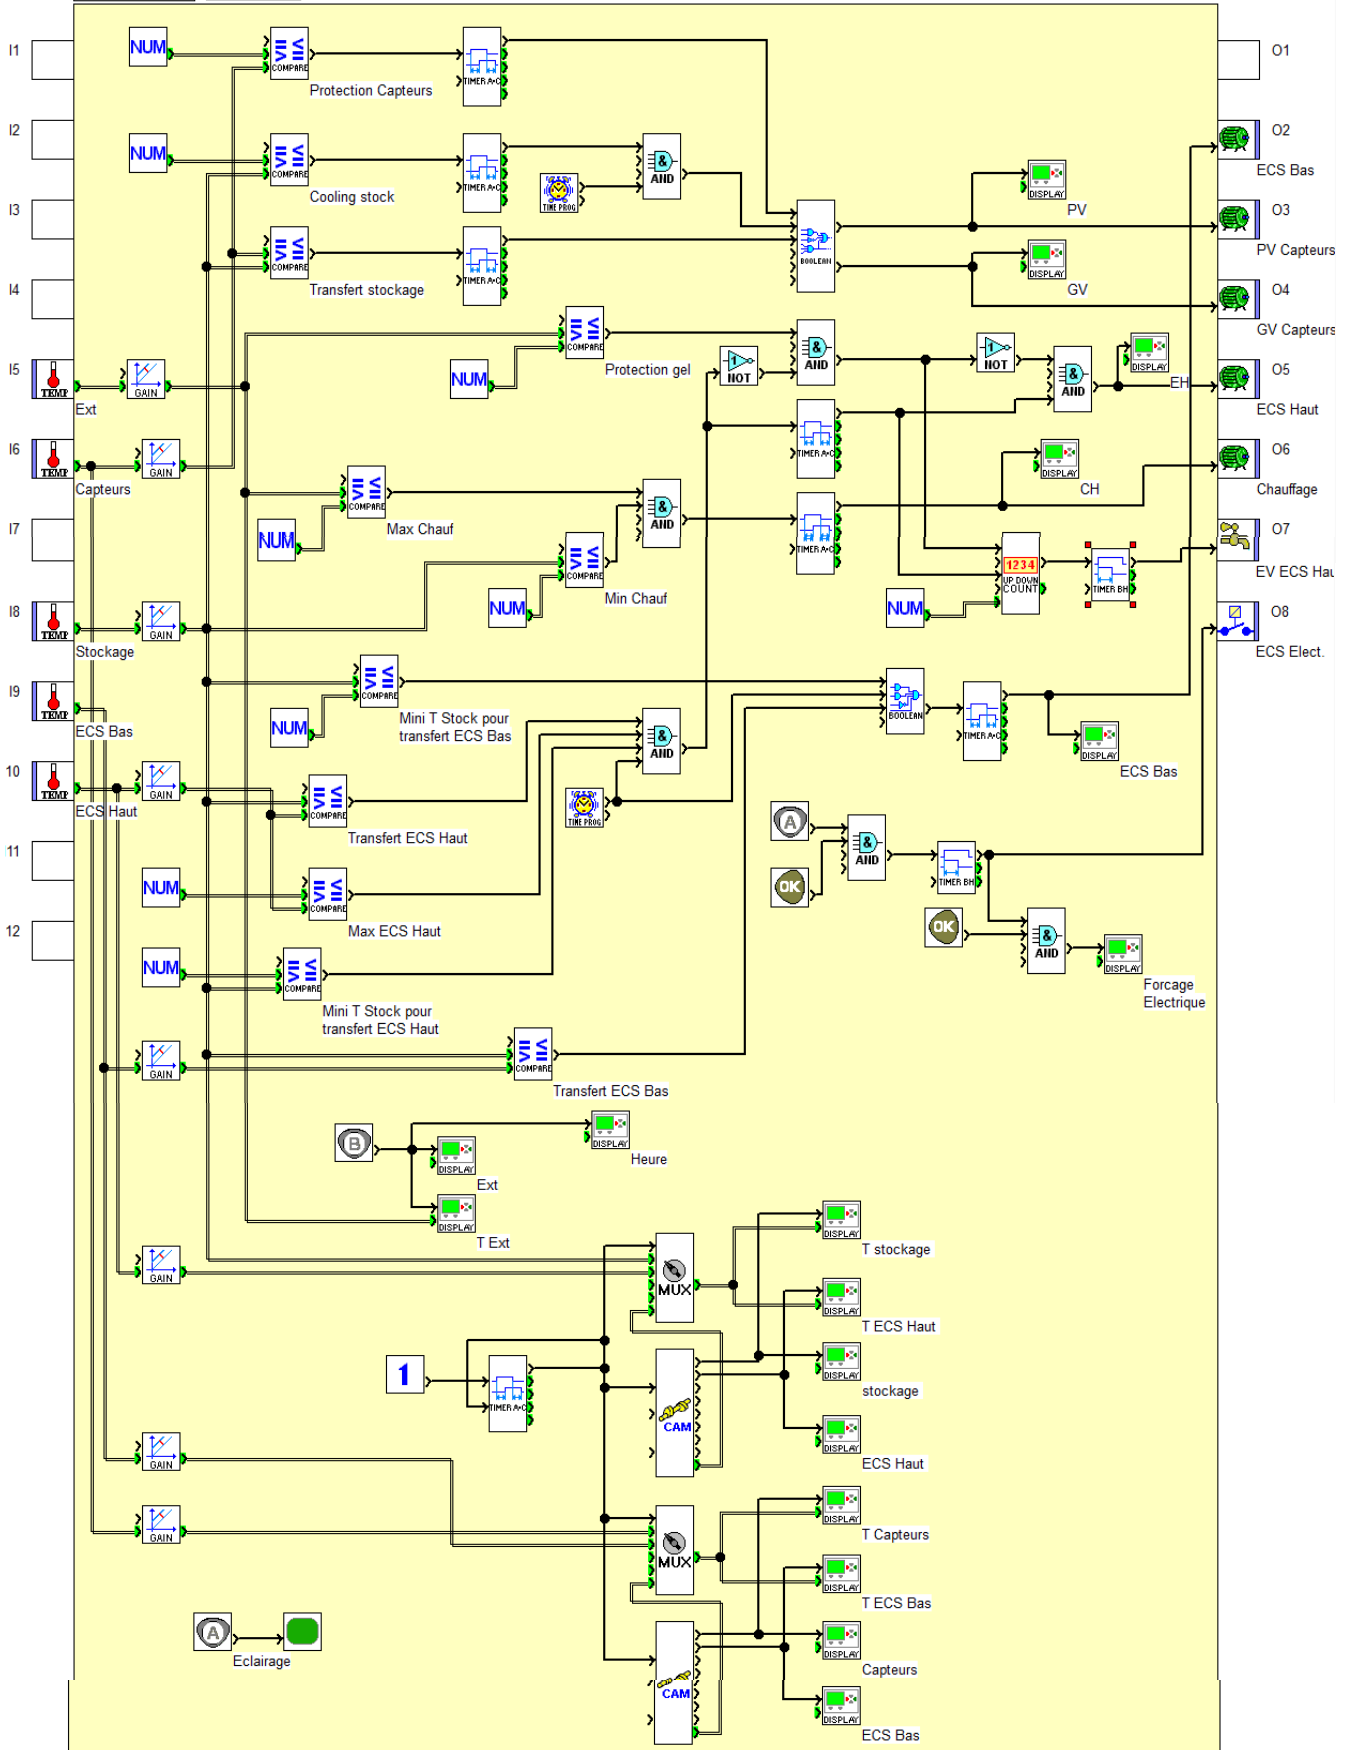 I1
NUM
COMPARE
TIMER A•C
Protection Capteurs
O1
I2
NUM
COMPARE
TIMER A•C
AND
Cooling stock
TIME PROG
O2
ECS Bas
I3
DISPLAY
PV
O3
PV Capteurs
COMPARE
TIMER A•C
BOOLEAN
Transfert stockage
I4
DISPLAY
GV
O4
GV Capteurs
COMPARE
Protection gel
NUM
NOT
AND
NOT
AND
DISPLAY
EH
I5
TEMP
GAIN
Ext
O5
ECS Haut
I6
TEMP
GAIN
Capteurs
TIMER A•C
DISPLAY
CH
O6
Chauffage
COMPARE
Max Chauf
NUM
AND
TIMER A•C
I7
O7
EV ECS Hau
COMPARE
Min Chauf
NUM
NUM
1234
UP DOWN
COUNT
TIMER BH
I8
TEMP
GAIN
Stockage
O8
ECS Elect.
I9
TEMP
ECS Bas
COMPARE
NUM
Mini T Stock pour
transfert ECS Bas
AND
BOOLEAN
TIMER A•C
DISPLAY
ECS Bas
10
TEMP
GAIN
ECS Haut
COMPARE
Transfert ECS Haut
TIME PROG
A
OK
AND
TIMER BH
11
NUM
COMPARE
Max ECS Haut
12
OK
AND
DISPLAY
Forcage
Electrique
NUM
COMPARE
Mini T Stock pour
transfert ECS Haut
GAIN
COMPARE
Transfert ECS Bas
B
DISPLAY
Heure
DISPLAY
Ext
DISPLAY
T Ext
GAIN
MUX
DISPLAY
T stockage
DISPLAY
T ECS Haut
1
TIMER A•C
CAM
DISPLAY
stockage
DISPLAY
ECS Haut
GAIN
GAIN
MUX
DISPLAY
T Capteurs
DISPLAY
T ECS Bas
A
Eclairage
CAM
DISPLAY
Capteurs
DISPLAY
ECS Bas